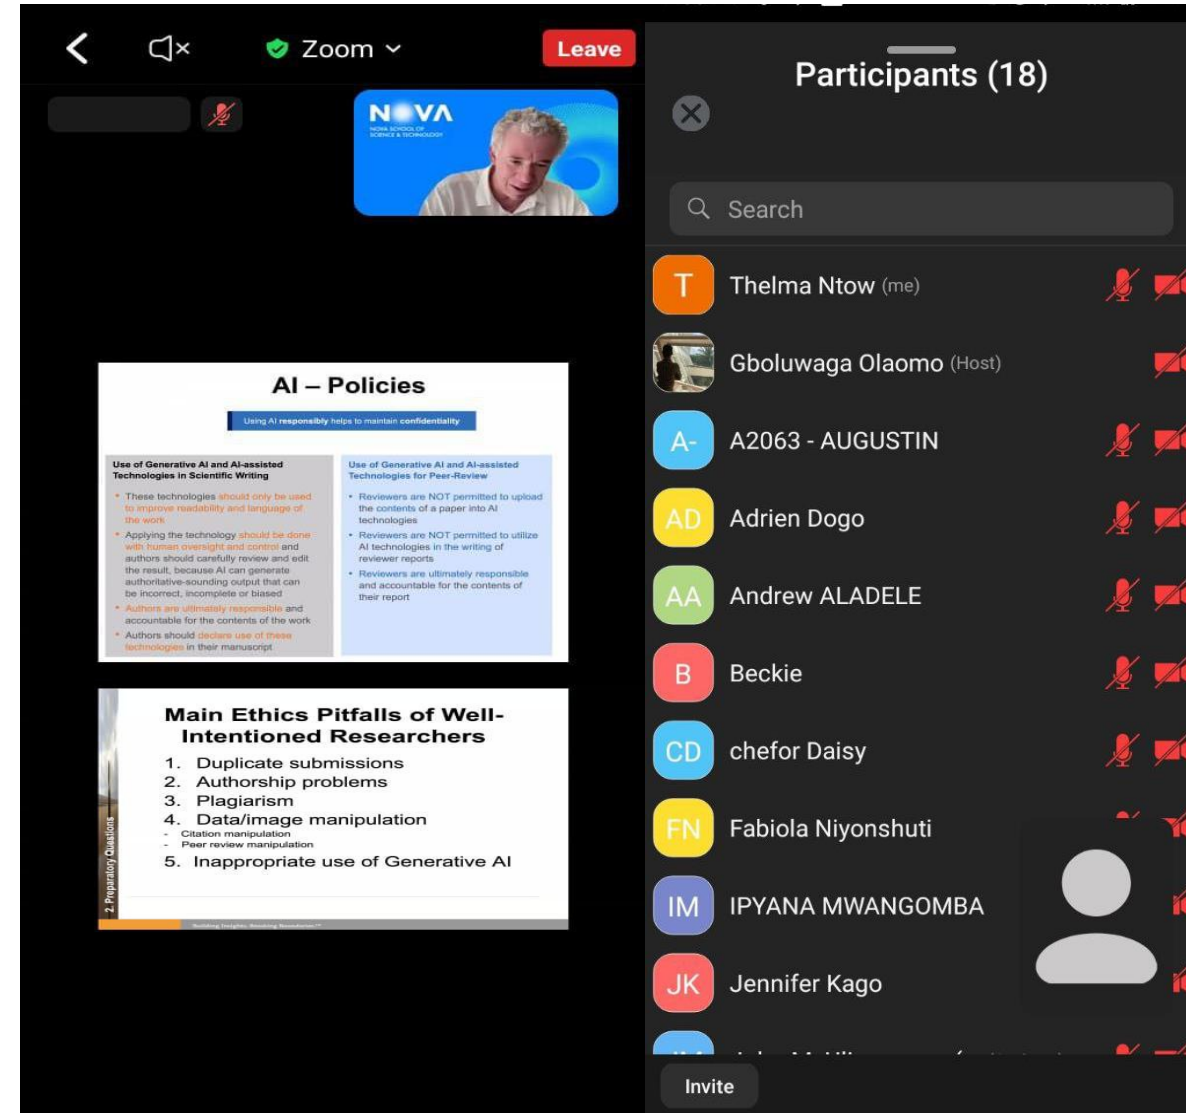 Zoom
Leave
NOVA
NOVA SCHOOL OF
SCIENCE & TECHNOLOGY
AI – Policies
Using AI responsibly helps to maintain confidentiality
Use of Generative AI and AI-assisted
Technologies in Scientific Writing
• These technologies should only be used
to improve readability and language of
the work
• Applying the technology should be done
with human oversight and control and
authors should carefully review and edit
the result, because AI can generate
authoritative-sounding output that can
be incorrect, incomplete or biased
• Authors are ultimately responsible and
accountable for the contents of the work
• Authors should declare use of these
technologies in their manuscript
Use of Generative AI and AI-assisted
Technologies for Peer-Review
• Reviewers are NOT permitted to upload
the contents of a paper into AI
technologies
• Reviewers are NOT permitted to utilize
AI technologies in the writing of
reviewer reports
• Reviewers are ultimately responsible
and accountable for the contents of
their report
2. Preparatory Questions
Main Ethics Pitfalls of Well-
Intentioned Researchers
1. Duplicate submissions
2. Authorship problems
3. Plagiarism
4. Data/image manipulation
- Citation manipulation
- Peer review manipulation
5. Inappropriate use of Generative AI
Participants (18)
Search
T
Thelma Ntow (me)
Gboluwaga Olaomo (Host)
A-
A2063 - AUGUSTIN
AD
Adrien Dogo
AA
Andrew ALADELE
B
Beckie
CD
chefor Daisy
FN
Fabiola Niyonshuti
IM
IPYANA MWANGOMBA
JK
Jennifer Kago
Invite